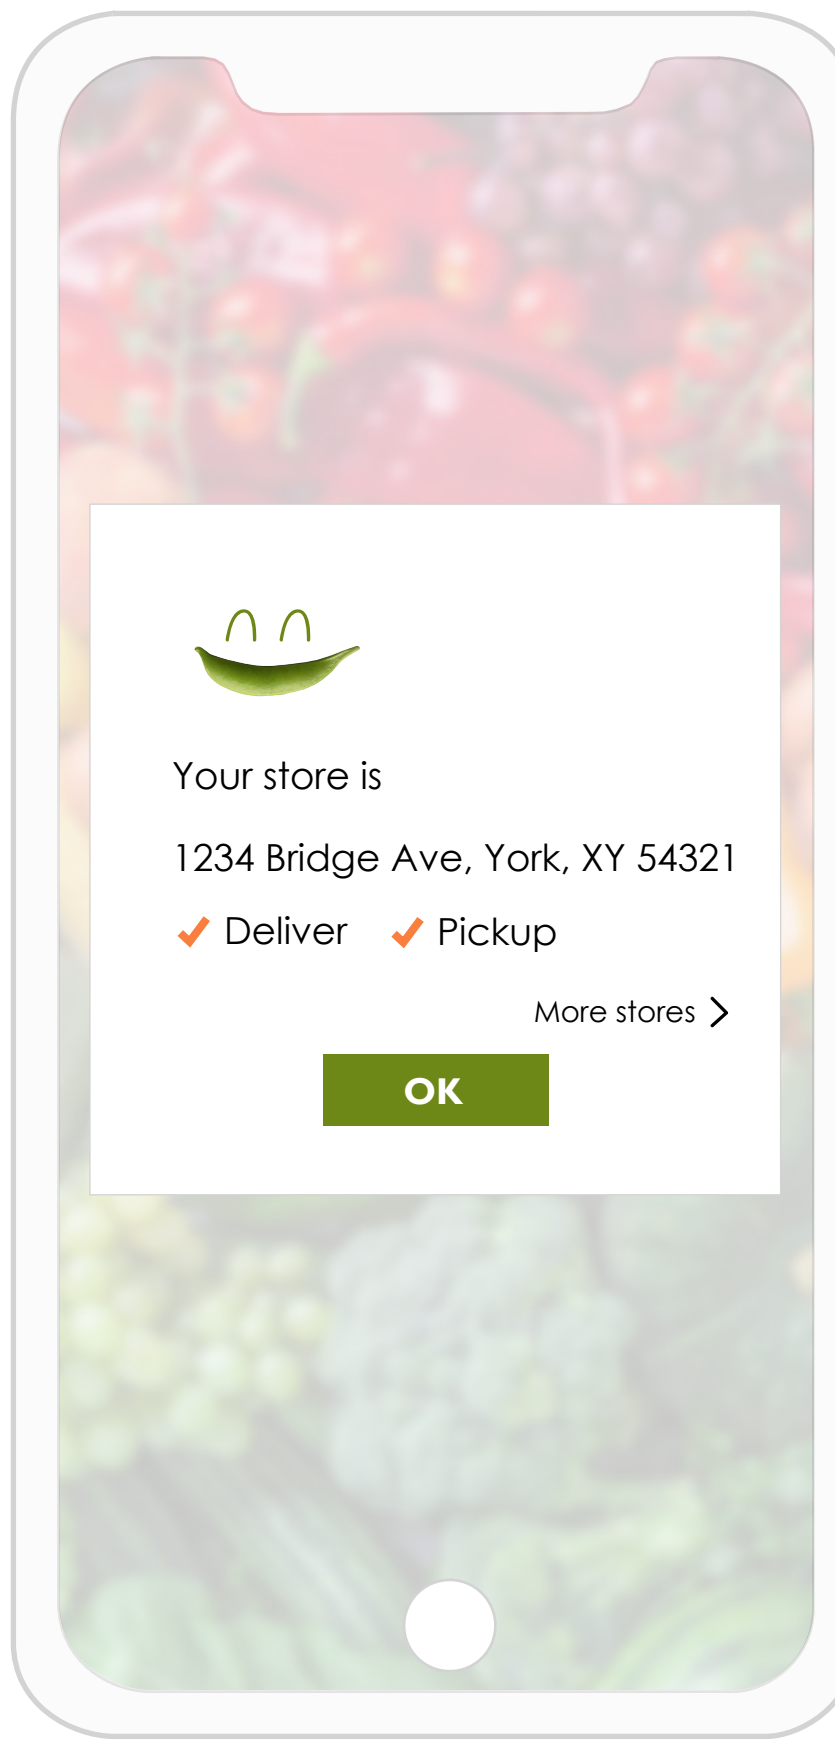 Your store is
1234 Bridge Ave, York, XY 54321
Deliver Pickup
More stores
OK